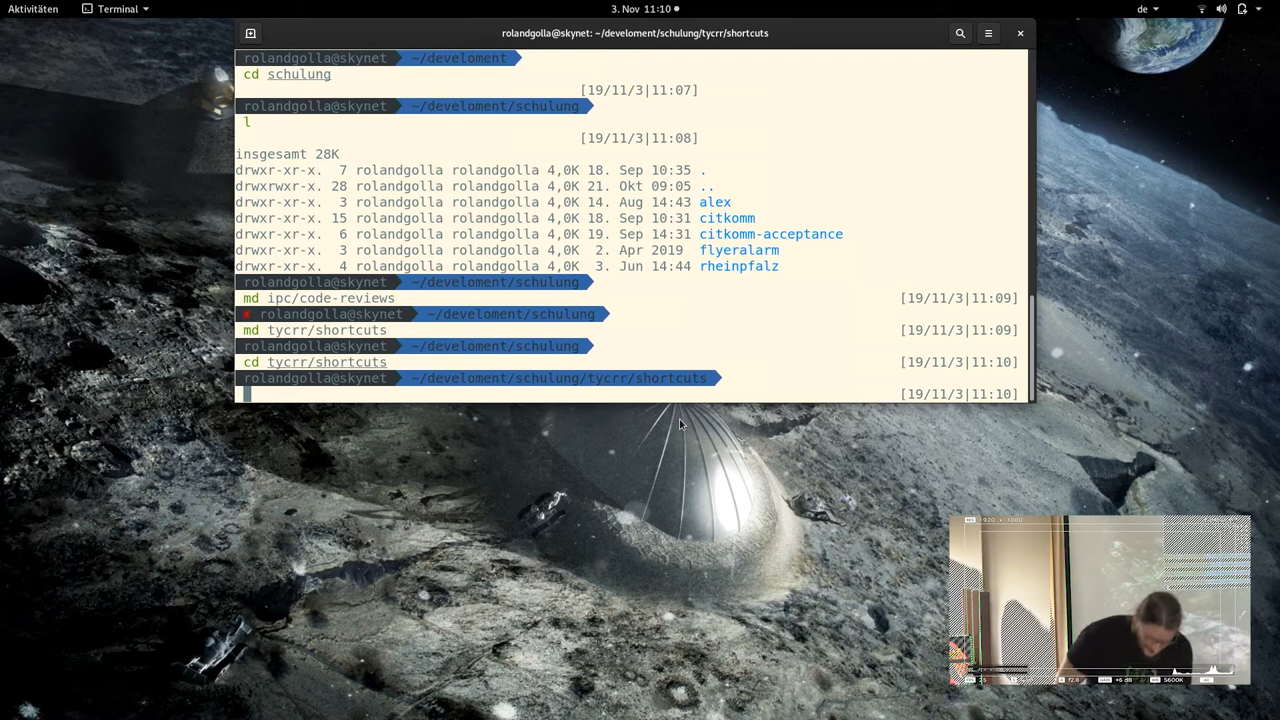 Aktivitäten Terminal 3. Nov 11:10 de
rolandgolla@skynet: ~/develoment/schulung/tycrr/shortcuts
rolandgolla@skynet ~/develoment
cd schulung
[19/11/3|11:07]
rolandgolla@skynet ~/develoment/schulung
l
[19/11/3|11:08]
insgesamt 28K
drwxr-xr-x. 7 rolandgolla rolandgolla 4,0K 18. Sep 10:35 .
drwxrwxr-x. 28 rolandgolla rolandgolla 4,0K 21. Okt 09:05 ..
drwxr-xr-x. 3 rolandgolla rolandgolla 4,0K 14. Aug 14:43 alex
drwxr-xr-x. 15 rolandgolla rolandgolla 4,0K 18. Sep 10:31 citkomm
drwxr-xr-x. 6 rolandgolla rolandgolla 4,0K 19. Sep 14:31 citkomm-acceptance
drwxr-xr-x. 3 rolandgolla rolandgolla 4,0K 2. Apr 2019 flyeralarm
drwxr-xr-x. 4 rolandgolla rolandgolla 4,0K 3. Jun 14:44 rheinpfalz
rolandgolla@skynet ~/develoment/schulung
md ipc/code-reviews [19/11/3|11:09]
✘ rolandgolla@skynet ~/develoment/schulung
md tycrr/shortcuts [19/11/3|11:09]
rolandgolla@skynet ~/develoment/schulung
cd tycrr/shortcuts [19/11/3|11:10]
rolandgolla@skynet ~/develoment/schulung/tycrr/shortcuts
[19/11/3|11:10]
1920 x 1080
25 f2.8 +6 dB 5600K